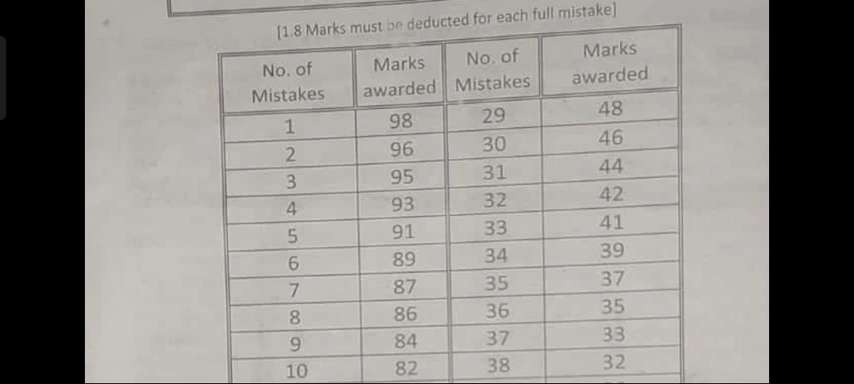 [1.8 Marks must be deducted for each full mistake]
No. of Mistakes Marks awarded No. of Mistakes Marks awarded
1 98 29 48
2 96 30 46
3 95 31 44
4 93 32 42
5 91 33 41
6 89 34 39
7 87 35 37
8 86 36 35
9 84 37 33
10 82 38 32